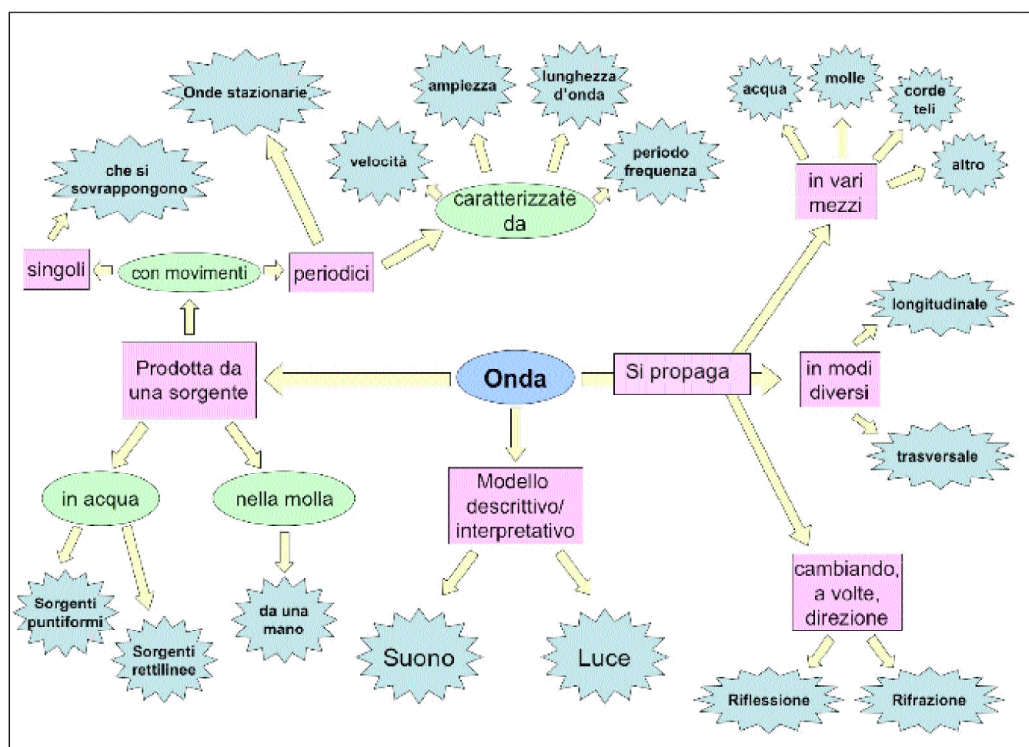 Onde stazionarie
ampiezza
lunghezza
d'onda
velocità
periodo
frequenza
caratterizzate
da
che si
sovrappongono
singoli
con movimenti
periodici
acqua
molle
corde
teli
altro
in vari
mezzi
Prodotta da
una sorgente
Onda
Si propaga
in modi
diversi
longitudinale
trasversale
in acqua
nella molla
Sorgenti
puntiformi
Sorgenti
rettilinee
da una
mano
Modello
descrittivo/
interpretativo
Suono
Luce
cambiando,
a volte,
direzione
Riflessione
Rifrazione